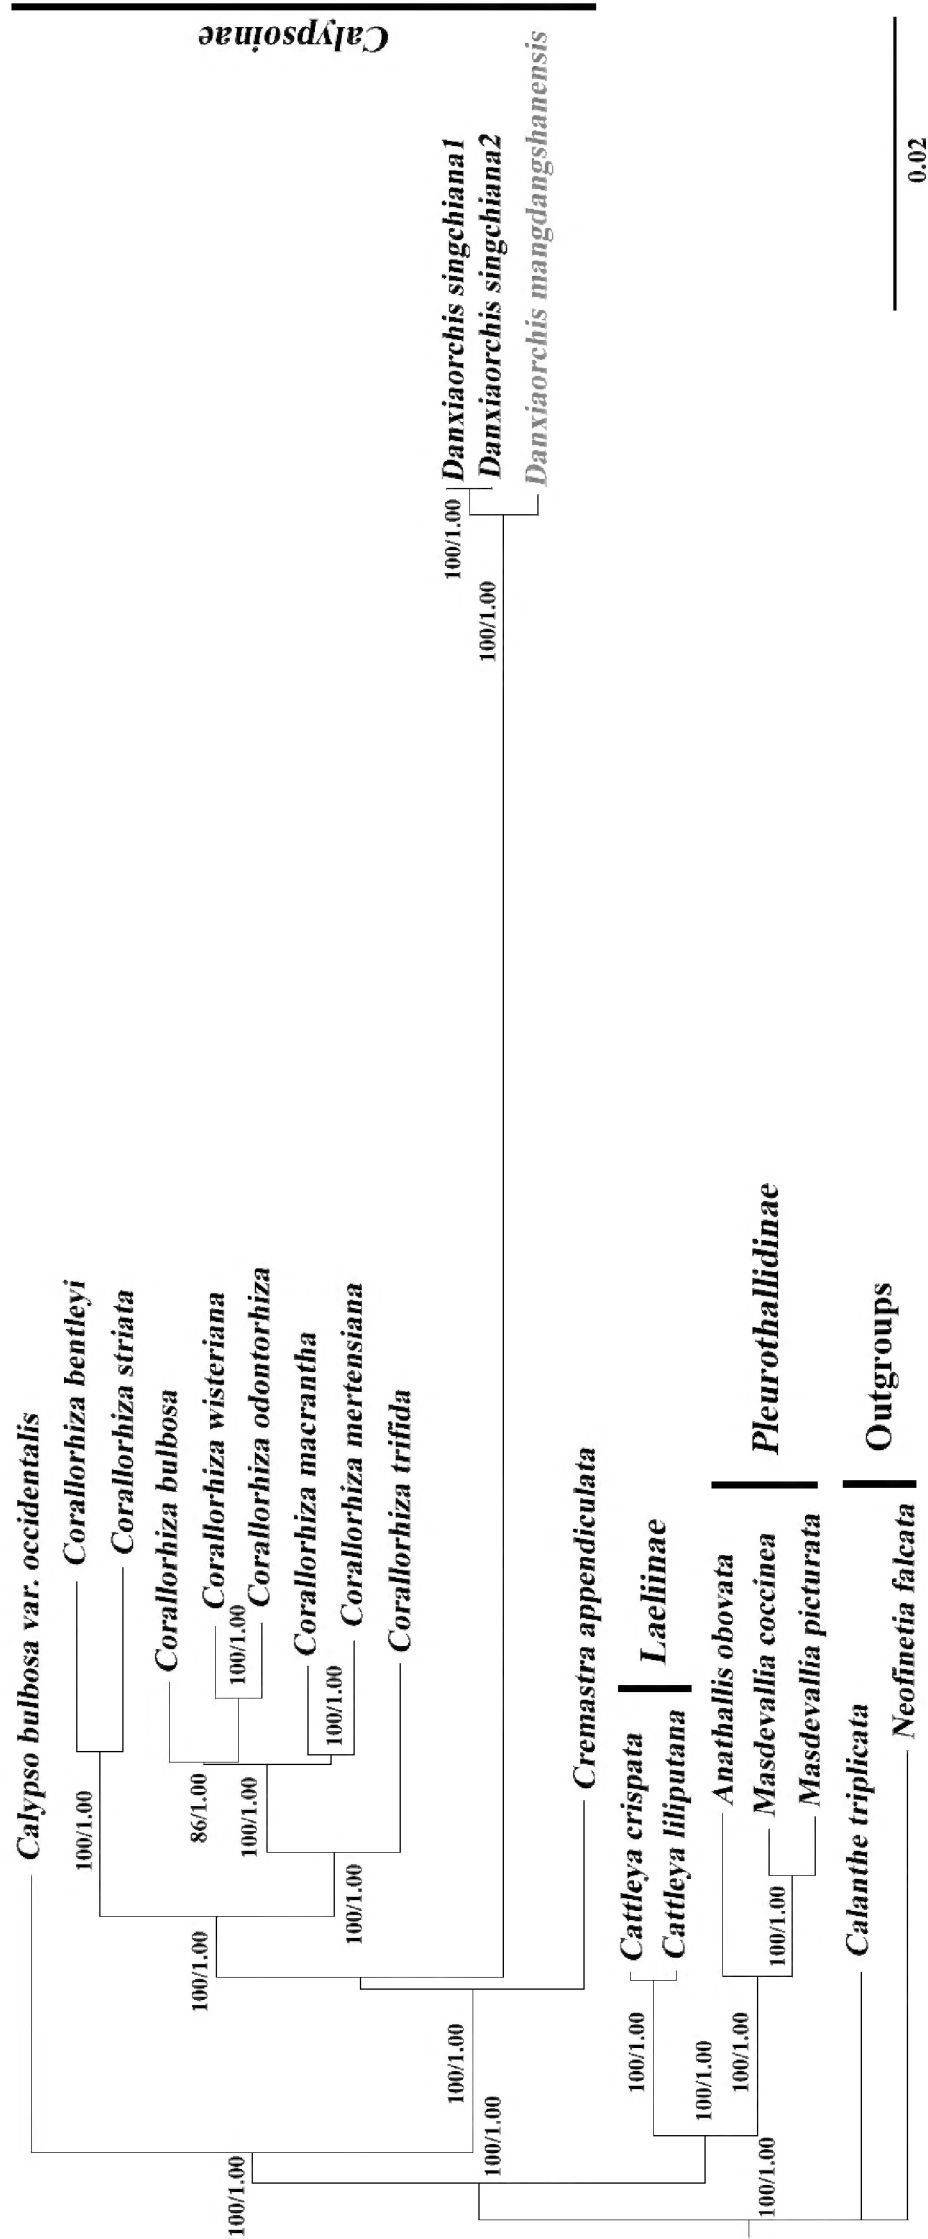 Calypsoinae
Calypso bulbosa var. occidentalis
Corallorhiza bentleyi
100/1.00
Corallorhiza striata
100/1.00
Corallorhiza bulbosa
86/1.00
Corallorhiza wisteriana
100/1.00
Corallorhiza odontorhiza
100/1.00
Corallorhiza macrantha
100/1.00
Corallorhiza mertensiana
100/1.00
Corallorhiza trifida
100/1.00
Danxiaorchis singchiana1
100/1.00
Danxiaorchis singchiana2
100/1.00
Danxiaorchis mangdangshanensis
100/1.00
Cremastra appendiculata
100/1.00
Cattleya crispata
100/1.00
Cattleya liliputana
Laeliinae
100/1.00
Anathallis obovata
100/1.00
Masdevallia coccinea
100/1.00
Masdevallia picturata
Pleurothallidinae
100/1.00
Calanthe triplicata
Neofinetia falcata
Outgroups
0.02